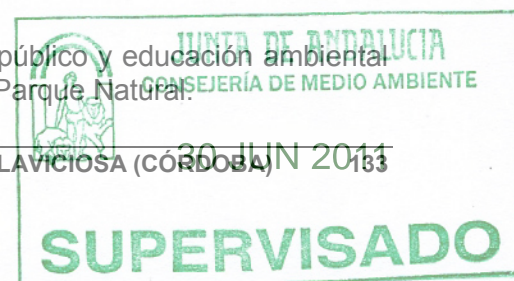 público y educación ambiental
Parque Natural.
JUNTA DE ANDALUCIA
CONSEJERÍA DE MEDIO AMBIENTE
LAVICIOSA (CÓRDOBA) 133
30 JUN 2011
SUPERVISADO